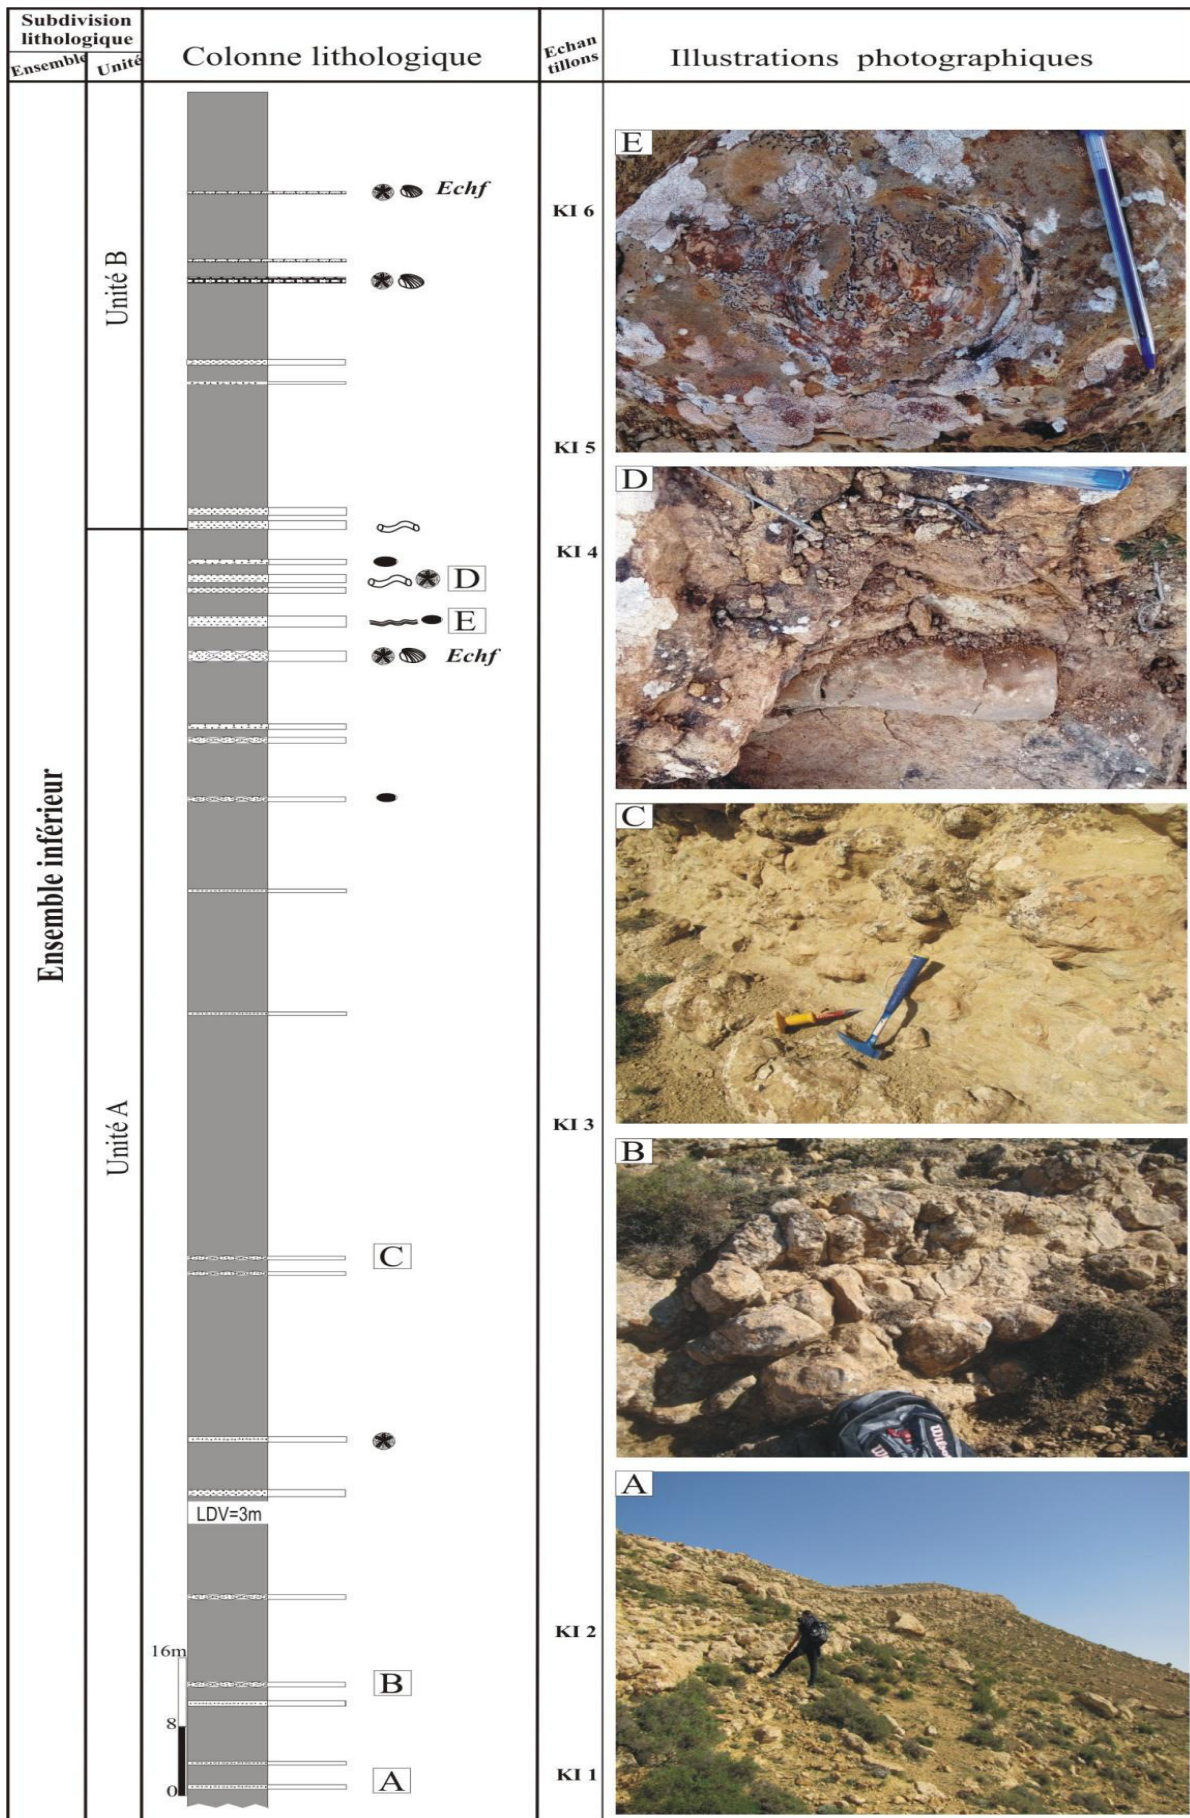 Subdivision
lithologique
Ensemble
Unité
Colonne lithologique
Echan
tillons
Illustrations photographiques
Ensemble inférieur
Unité B
Unité A
Echf
D
E
Echf
C
LDV=3m
16m
B
8
A
0
KI 6
KI 5
KI 4
KI 3
KI 2
KI 1
E
D
C
B
Wilson
A